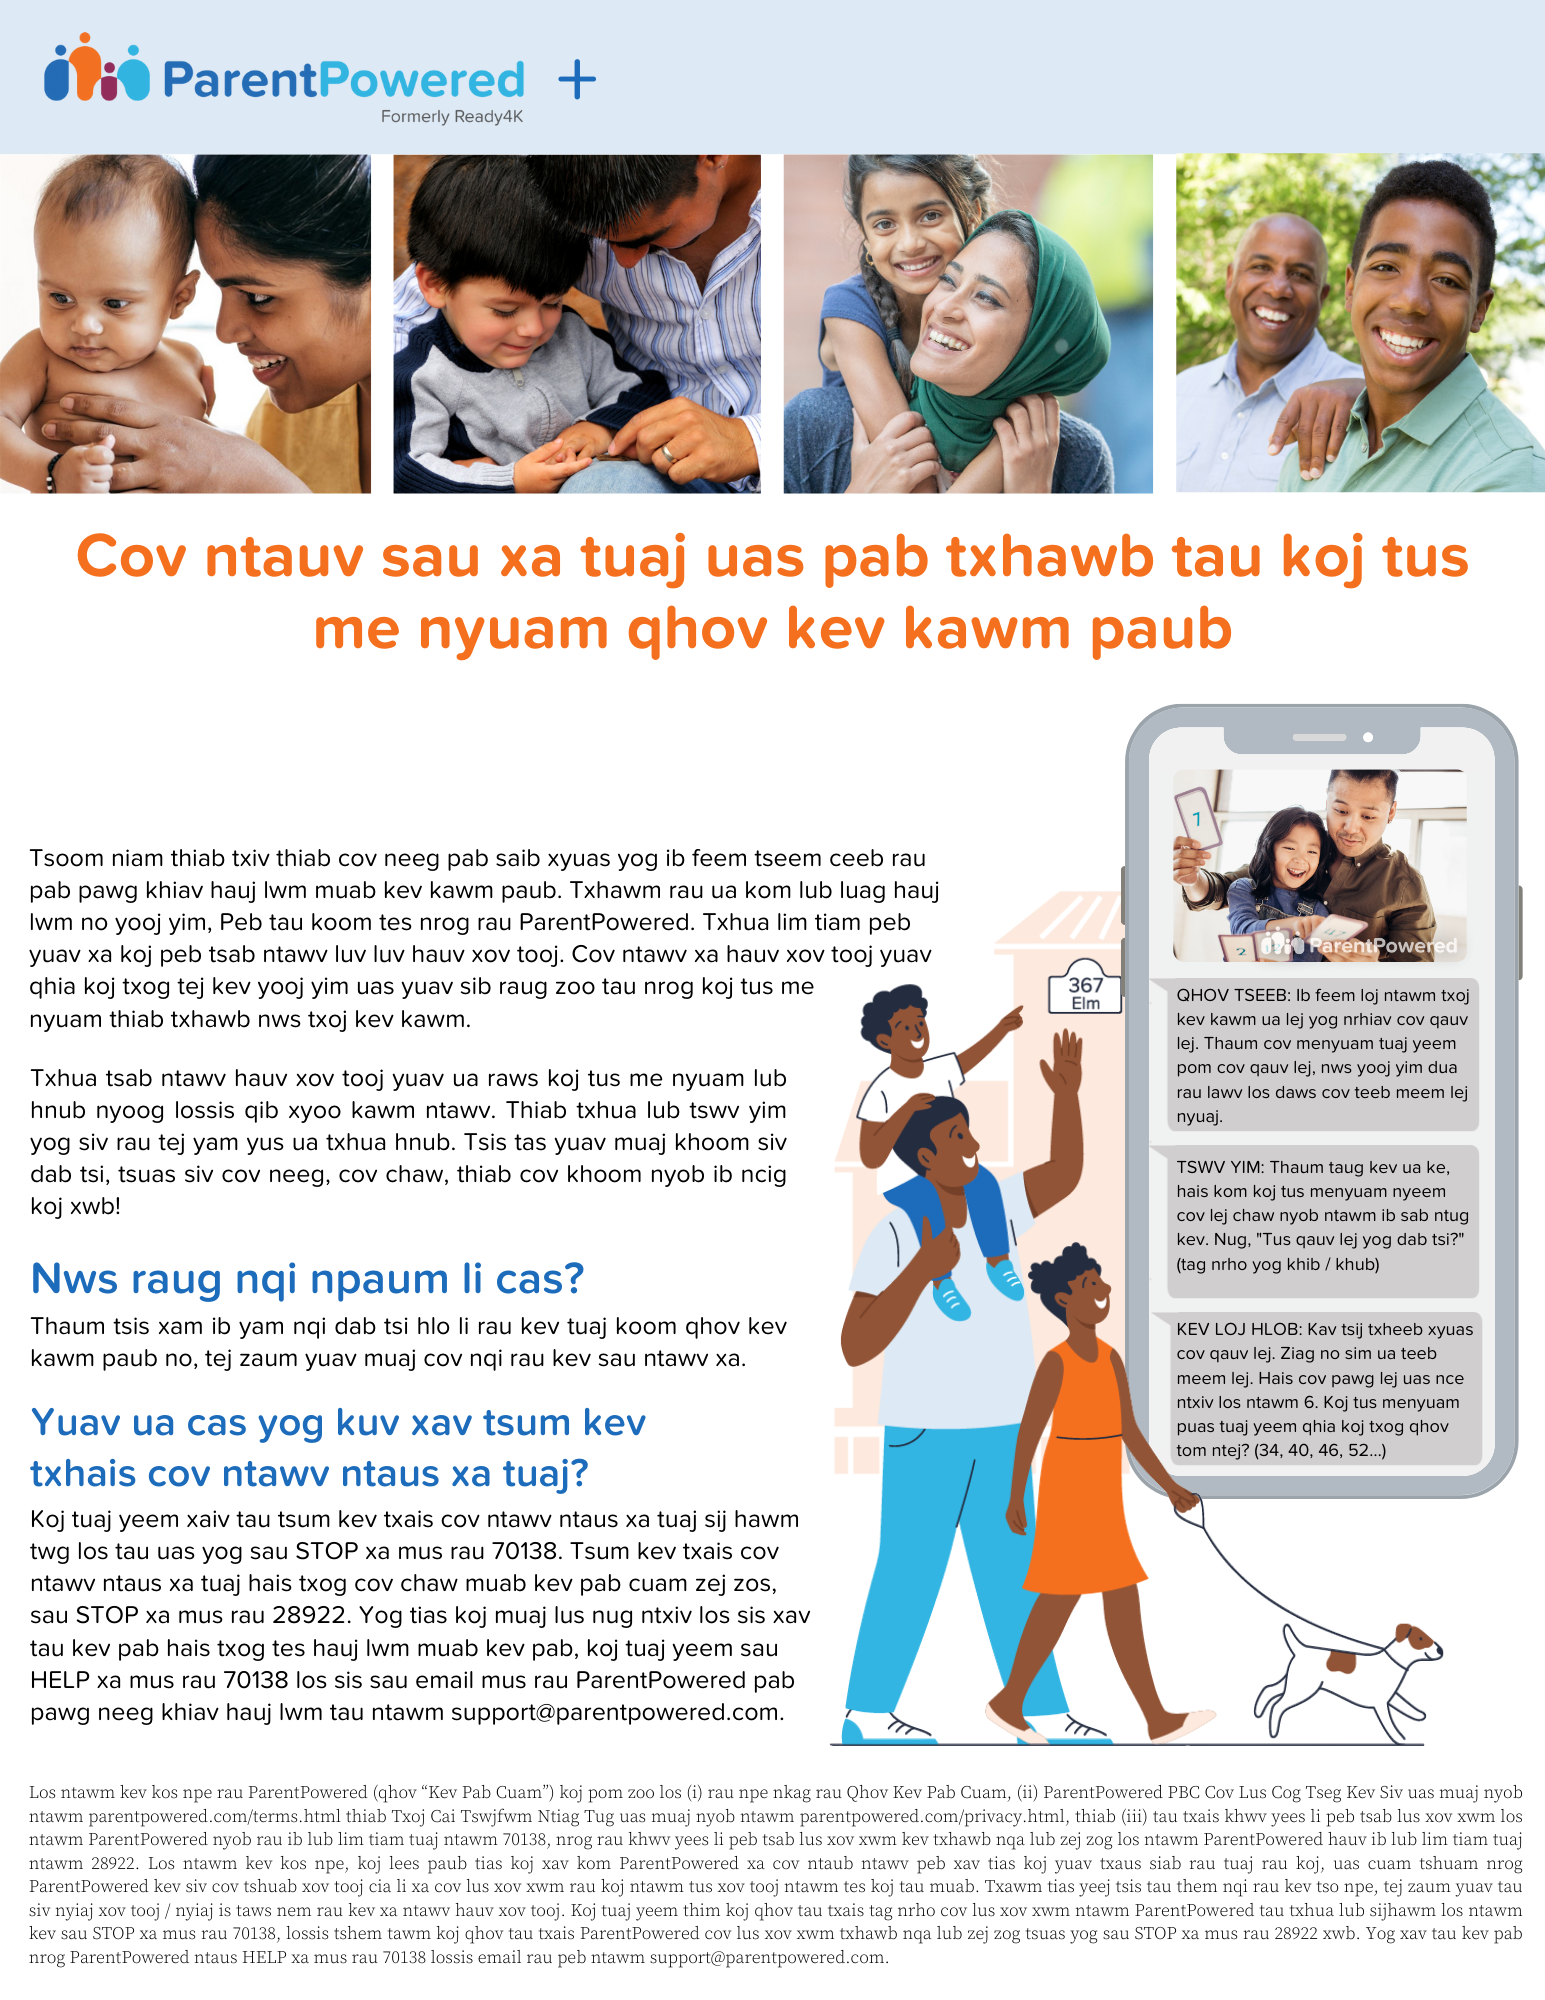 ParentPowered +
Formerly Ready4K
Cov ntauv sau xa tuaj uas pab txhawb tau koj tus
me nyuam qhov kev kawm paub
Tsoom niam thiab txiv thiab cov neeg pab saib xyuas yog ib feem tseem ceeb rau
pab pawg khiav hauj lwm muab kev kawm paub. Txhawm rau ua kom lub luag hauj
lwm no yooj yim, Peb tau koom tes nrog rau ParentPowered. Txhua lim tiam peb
yuav xa koj peb tsab ntawv luv luv hauv xov tooj. Cov ntawv xa hauv xov tooj yuav
qhia koj txog tej kev yooj yim uas yuav sib raug zoo tau nrog koj tus me
nyuam thiab txhawb nws txoj kev kawm.
Txhua tsab ntawv hauv xov tooj yuav ua raws koj tus me nyuam lub
hnub nyoog lossis qib xyoo kawm ntawv. Thiab txhua lub tswv yim
yog siv rau tej yam yus ua txhua hnub. Tsis tas yuav muaj khoom siv
dab tsi, tsuas siv cov neeg, cov chaw, thiab cov khoom nyob ib ncig
koj xwb!
Nws raug nqi npaum li cas?
Thaum tsis xam ib yam nqi dab tsi hlo li rau kev tuaj koom qhov kev
kawm paub no, tej zaum yuav muaj cov nqi rau kev sau ntawv xa.
Yuav ua cas yog kuv xav tsum kev
txhais cov ntawv ntaus xa tuaj?
Koj tuaj yeem xaiv tau tsum kev txais cov ntawv ntaus xa tuaj sij hawm
twg los tau uas yog sau STOP xa mus rau 70138. Tsum kev txais cov
ntawv ntaus xa tuaj hais txog cov chaw muab kev pab cuam zej zos,
sau STOP xa mus rau 28922. Yog tias koj muaj lus nug ntxiv los sis xav
tau kev pab hais txog tes hauj lwm muab kev pab, koj tuaj yeem sau
HELP xa mus rau 70138 los sis sau email mus rau ParentPowered pab
pawg neeg khiav hauj lwm tau ntawm support@parentpowered.com.
367
Elm
1
2
ParentPowered
QHOV TSEEB: Ib feem loj ntawm txoj
kev kawm ua lej yog nrhiav cov qauv
lej. Thaum cov menyuam tuaj yeem
pom cov qauv lej, nws yooj yim dua
rau lawv los daws cov teeb meem lej
nyuaj.
TSWV YIM: Thaum taug kev ua ke,
hais kom koj tus menyuam nyeem
cov lej chaw nyob ntawm ib sab ntug
kev. Nug, "Tus qauv lej yog dab tsi?"
(tag nrho yog khib / khub)
KEV LOJ HLOB: Kav tsij txheeb xyuas
cov qauv lej. Ziag no sim ua teeb
meem lej. Hais cov pawg lej uas nce
ntxiv los ntawm 6. Koj tus menyuam
puas tuaj yeem qhia koj txog qhov
tom ntej? (34, 40, 46, 52...)
Los ntawm kev kos npe rau ParentPowered (qhov “Kev Pab Cuam”) koj pom zoo los (i) rau npe nkag rau Qhov Kev Pab Cuam, (ii) ParentPowered PBC Cov Lus Cog Tseg Kev Siv uas muaj nyob
ntawm parentpowered.com/terms.html thiab Txoj Cai Tswjfwm Ntiag Tug uas muaj nyob ntawm parentpowered.com/privacy.html, thiab (iii) tau txais khwv yees li peb tsab lus xov xwm los
ntawm ParentPowered nyob rau ib lub lim tiam tuaj ntawm 70138, nrog rau khwv yees li peb tsab lus xov xwm kev txhawb nqa lub zej zog los ntawm ParentPowered hauv ib lub lim tiam tuaj
ntawm 28922. Los ntawm kev kos npe, koj lees paub tias koj xav kom ParentPowered xa cov ntaub ntawv peb xav tias koj yuav txaus siab rau tuaj rau koj, uas cuam tshuam nrog
ParentPowered kev siv cov tshuab xov tooj cia li xa cov lus xov xwm rau koj ntawm tus xov tooj ntawm tes koj tau muab. Txawm tias yeej tsis tau them nqi rau kev tso npe, tej zaum yuav tau
siv nyiaj xov tooj / nyiaj is taws nem rau kev xa ntawv hauv xov tooj. Koj tuaj yeem thim koj qhov tau txais tag nrho cov lus xov xwm ntawm ParentPowered tau txhua lub sijhawm los ntawm
kev sau STOP xa mus rau 70138, lossis tshem tawm koj qhov tau txais ParentPowered cov lus xov xwm txhawb nqa lub zej zog tsuas yog sau STOP xa mus rau 28922 xwb. Yog xav tau kev pab
nrog ParentPowered ntaus HELP xa mus rau 70138 lossis email rau peb ntawm support@parentpowered.com.